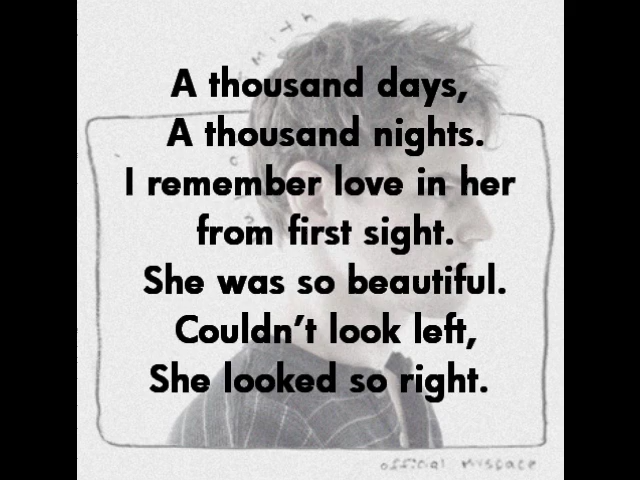 A thousand days,
A thousand nights.
I remember love in her
from first sight.
She was so beautiful.
Couldn't look left,
She looked so right.
official myspace